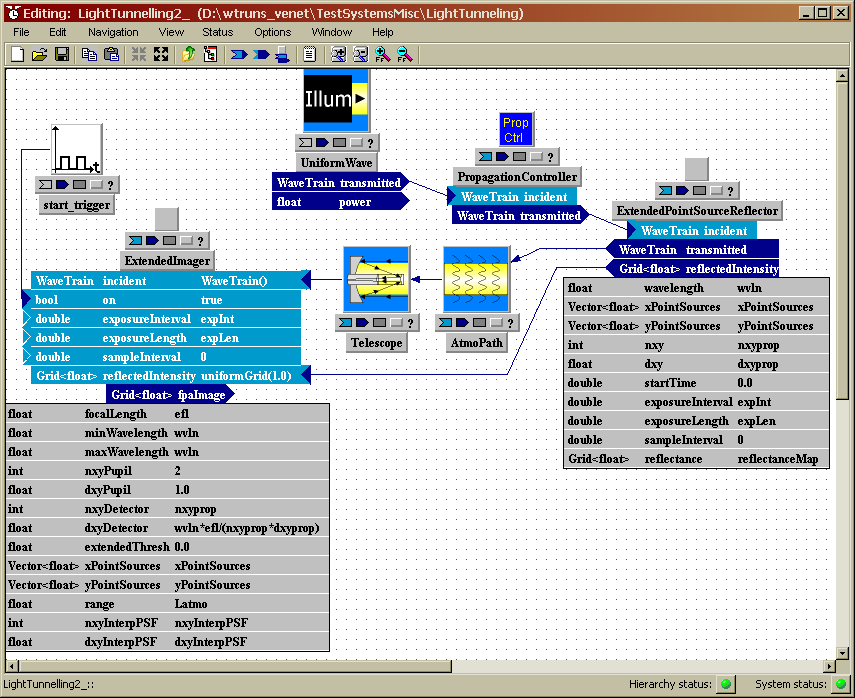 Editing: LightTunnelling2_ (D:\wtruns_venet\TestSystemsMisc\LightTunneling)
File Edit Navigation View Status Options Window Help
Illum
t
?
start_trigger
?
UniformWave
WaveTrain transmitted
float power
Prop
Ctrl
?
PropagationController
WaveTrain incident
WaveTrain transmitted
?
ExtendedPointSourceReflector
WaveTrain incident
WaveTrain transmitted
Grid<float> reflectedIntensity
float wavelength wvln
Vector<float> xPointSources xPointSources
Vector<float> yPointSources yPointSources
int nxy nxyprop
float dxy dxyprop
double startTime 0.0
double exposureInterval expInt
double exposureLength expLen
double sampleInterval 0
Grid<float> reflectance reflectanceMap
?
Telescope
?
AtmoPath
?
ExtendedImager
WaveTrain incident WaveTrain()
bool on true
double exposureInterval expInt
double exposureLength expLen
double sampleInterval 0
Grid<float> reflectedIntensity uniformGrid(1.0)
Grid<float> fpaImage
float focalLength efl
float minWavelength wvln
float maxWavelength wvln
int nxyPupil 2
float dxyPupil 1.0
int nxyDetector nxyprop
float dxyDetector wvln*efl/(nxyprop*dxyprop)
float extendedThresh 0.0
Vector<float> xPointSources xPointSources
Vector<float> yPointSources yPointSources
float range Latmo
int nxyInterpPSF nxyInterpPSF
float dxyInterpPSF dxyInterpPSF
LightTunnelling2_:: Hierarchy status: System status: